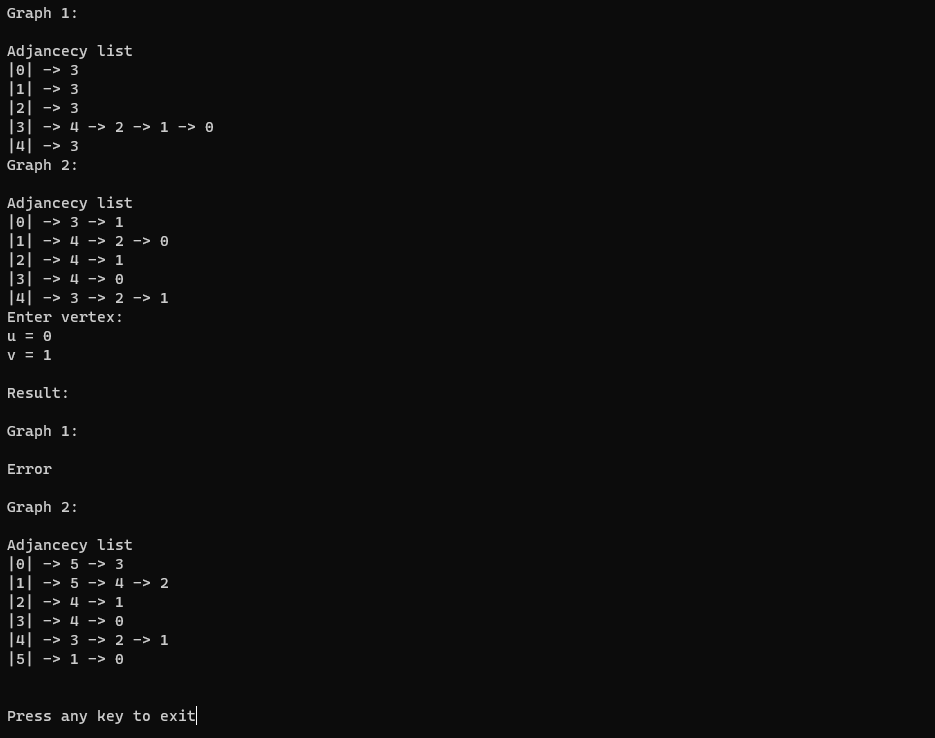 Graph 1:
Adjancecy list
|0| -> 3
|1| -> 3
|2| -> 3
|3| -> 4 -> 2 -> 1 -> 0
|4| -> 3
Graph 2:
Adjancecy list
|0| -> 3 -> 1
|1| -> 4 -> 2 -> 0
|2| -> 4 -> 1
|3| -> 4 -> 0
|4| -> 3 -> 2 -> 1
Enter vertex:
u = 0
v = 1
Result:
Graph 1:
Error
Graph 2:
Adjancecy list
|0| -> 5 -> 3
|1| -> 5 -> 4 -> 2
|2| -> 4 -> 1
|3| -> 4 -> 0
|4| -> 3 -> 2 -> 1
|5| -> 1 -> 0
Press any key to exit